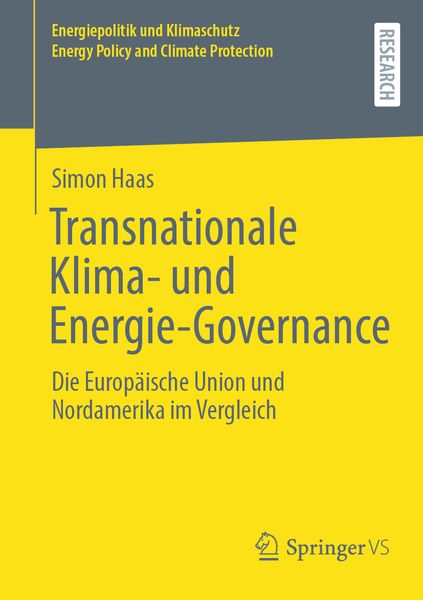 Energiepolitik und Klimaschutz
Energy Policy and Climate Protection
RESEARCH
Simon Haas
Transnationale
Klima- und
Energie-Governance
Die Europäische Union und
Nordamerika im Vergleich
Springer VS